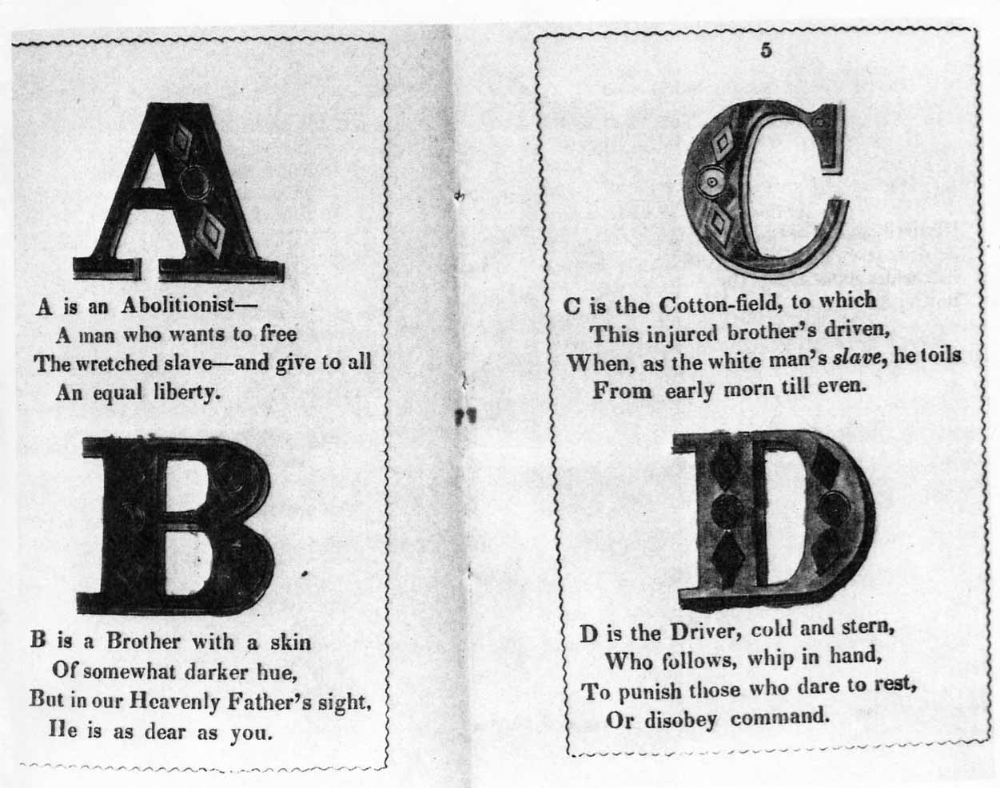 A
A is an Abolitionist—
A man who wants to free
The wretched slave—and give to all
An equal liberty.
B
B is a Brother with a skin
Of somewhat darker hue,
But in our Heavenly Father's sight,
He is as dear as you.
5
C
C is the Cotton-field, to which
This injured brother's driven,
When, as the white man's slave, he toils
From early morn till even.
D
D is the Driver, cold and stern,
Who follows, whip in hand,
To punish those who dare to rest,
Or disobey command.